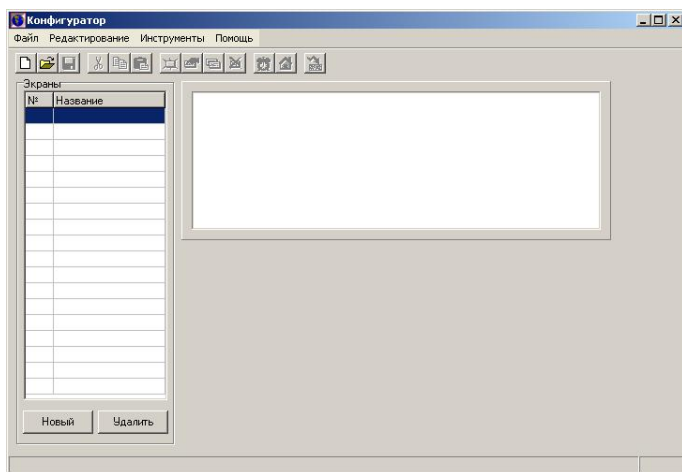 Конфигуратор
Файл Редактирование Инструменты Помощь
Экраны
№ Название
Новый Удалить